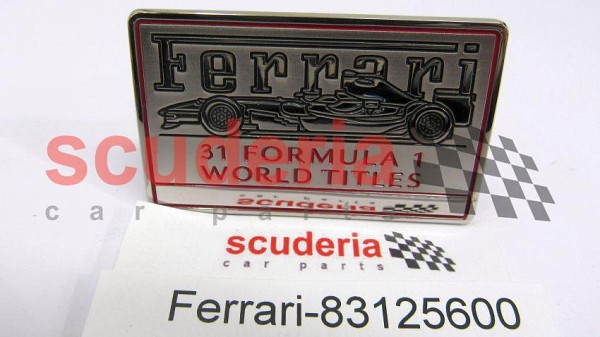 Ferrari
31 FORMULA 1
WORLD TITLES
scuderia
car parts
scuderia
car parts
Ferrari-83125600